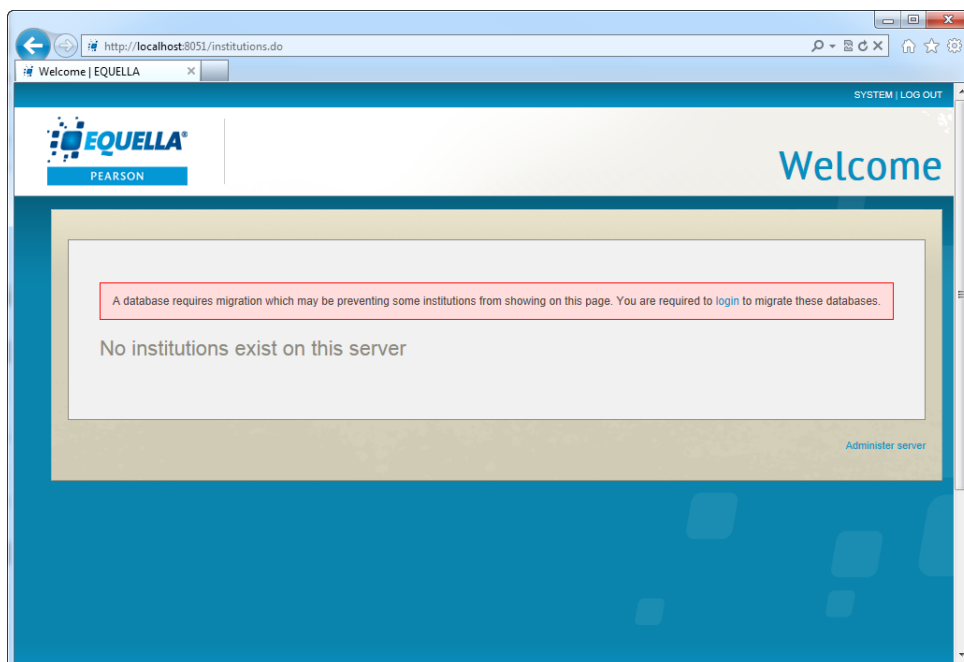 http://localhost:8051/institutions.do
Welcome | EQUELLA
SYSTEM | LOG OUT
EQUELLA®
PEARSON
Welcome
A database requires migration which may be preventing some institutions from showing on this page. You are required to login to migrate these databases.
No institutions exist on this server
Administer server